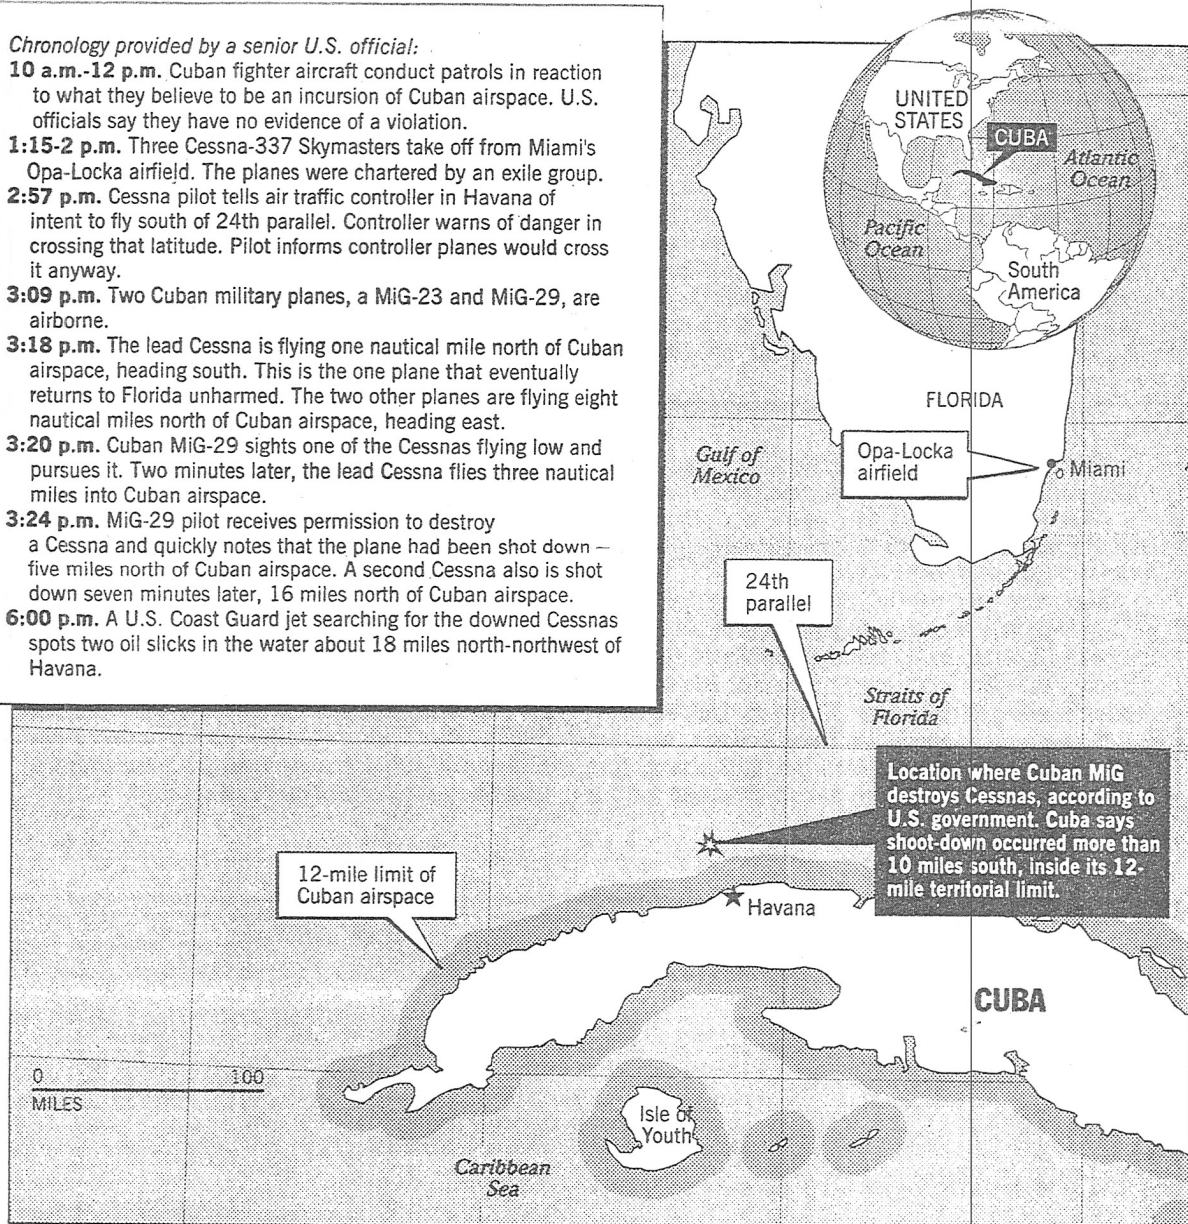 Chronology provided by a senior U.S. official:
10 a.m.-12 p.m. Cuban fighter aircraft conduct patrols in reaction
to what they believe to be an incursion of Cuban airspace. U.S.
officials say they have no evidence of a violation.
1:15-2 p.m. Three Cessna-337 Skymasters take off from Miami's
Opa-Locka airfield. The planes were chartered by an exile group.
2:57 p.m. Cessna pilot tells air traffic controller in Havana of
intent to fly south of 24th parallel. Controller warns of danger in
crossing that latitude. Pilot informs controller planes would cross
it anyway.
3:09 p.m. Two Cuban military planes, a MiG-23 and MiG-29, are
airborne.
3:18 p.m. The lead Cessna is flying one nautical mile north of Cuban
airspace, heading south. This is the one plane that eventually
returns to Florida unharmed. The two other planes are flying eight
nautical miles north of Cuban airspace, heading east.
3:20 p.m. Cuban MiG-29 sights one of the Cessnas flying low and
pursues it. Two minutes later, the lead Cessna flies three nautical
miles into Cuban airspace.
3:24 p.m. MiG-29 pilot receives permission to destroy
a Cessna and quickly notes that the plane had been shot down –
five miles north of Cuban airspace. A second Cessna also is shot
down seven minutes later, 16 miles north of Cuban airspace.
6:00 p.m. A U.S. Coast Guard jet searching for the downed Cessnas
spots two oil slicks in the water about 18 miles north-northwest of
Havana.
UNITED
STATES
CUBA
Atlantic
Ocean
Pacific
Ocean
South
America
FLORIDA
Gulf of
Mexico
Opa-Locka
airfield
Miami
24th
parallel
Straits of
Florida
Location where Cuban MiG
destroys Cessnas, according to
U.S. government. Cuba says
shoot-down occurred more than
10 miles south, inside its 12-
mile territorial limit.
12-mile limit of
Cuban airspace
Havana
CUBA
0 100
MILES
Isle of
Youth
Caribbean
Sea